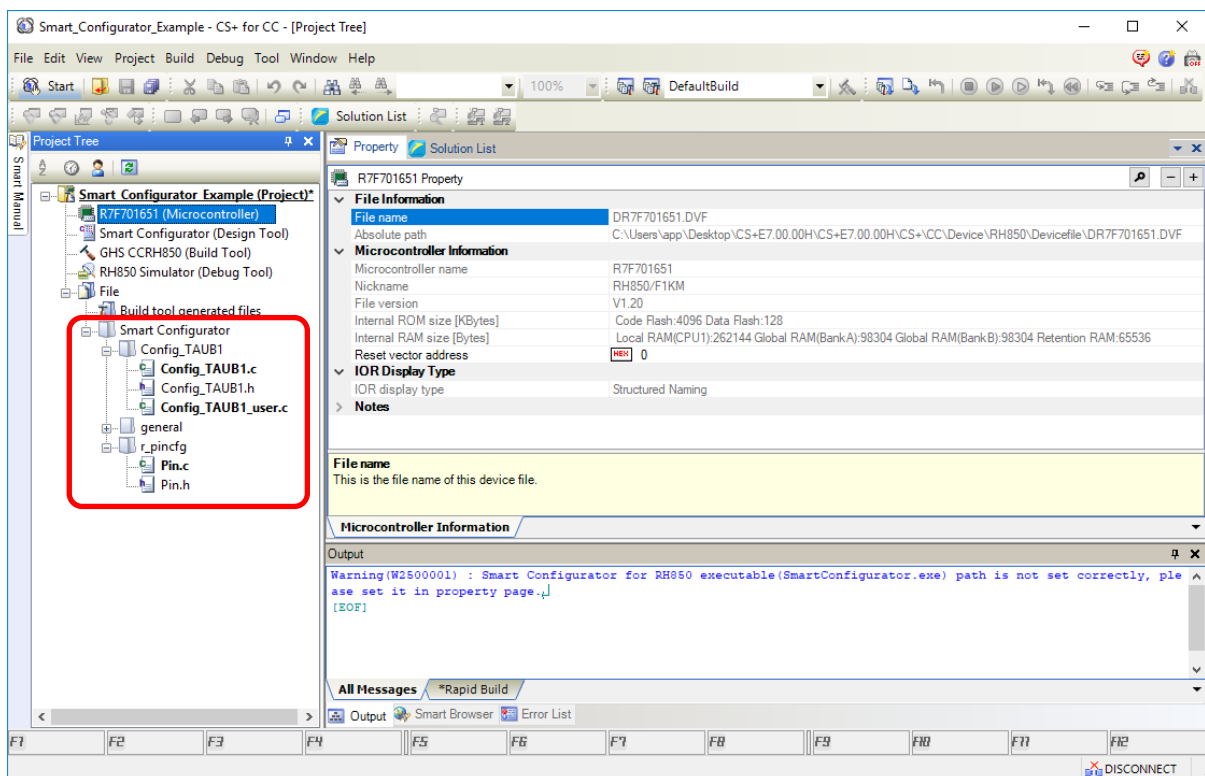 Smart_Configurator_Example - CS+ for CC - [Project Tree]
File Edit View Project Build Debug Tool Window Help
Start 100% DefaultBuild
Solution List
Smart Manual
Project Tree
Smart_Configurator_Example (Project)*
R7F701651 (Microcontroller)
Smart Configurator (Design Tool)
GHS CCRH850 (Build Tool)
RH850 Simulator (Debug Tool)
File
Build tool generated files
Smart Configurator
Config_TAUB1
Config_TAUB1.c
Config_TAUB1.h
Config_TAUB1_user.c
general
r_pincfg
Pin.c
Pin.h
Property Solution List
R7F701651 Property
File Information
File name DR7F701651.DVF
Absolute path C:\Users\app\Desktop\CS+E7.00.00H\CS+E7.00.00H\CS+\CC\Device\RH850\Devicefile\DR7F701651.DVF
Microcontroller Information
Microcontroller name R7F701651
Nickname RH850/F1KM
File version V1.20
Internal ROM size [KBytes] Code Flash:4096 Data Flash:128
Internal RAM size [Bytes] Local RAM(CPU1):262144 Global RAM(BankA):98304 Global RAM(BankB):98304 Retention RAM:65536
Reset vector address HEX 0
IOR Display Type
IOR display type Structured Naming
Notes
File name
This is the file name of this device file.
Microcontroller Information
Output
Warning(W2500001) : Smart Configurator for RH850 executable(SmartConfigurator.exe) path is not set correctly, ple
ase set it in property page.
[EOF]
All Messages *Rapid Build
Output Smart Browser Error List
F1 F2 F3 F4 F5 F6 F7 F8 F9 F10 F11 F12
DISCONNECT